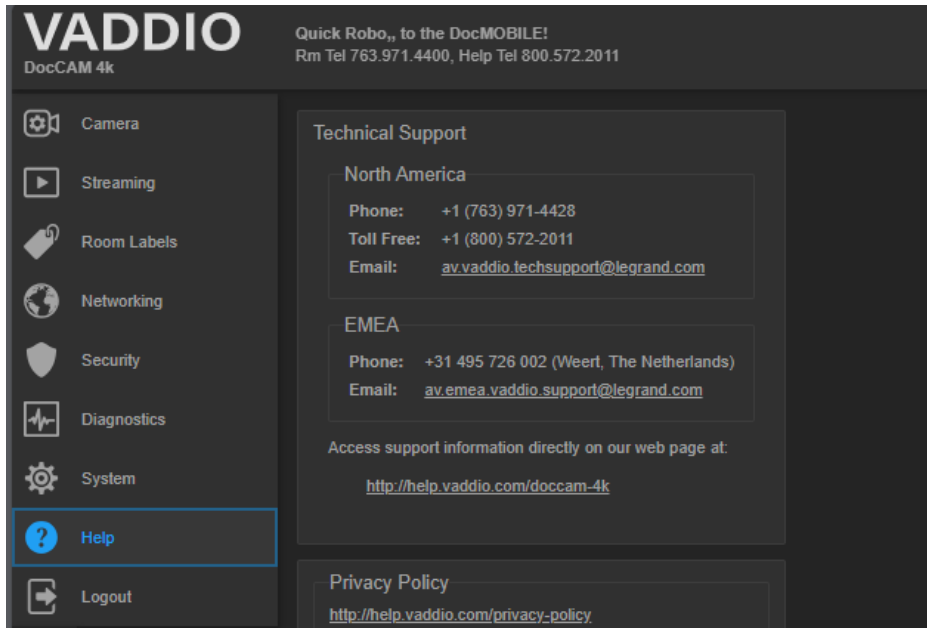 VADDIO
DocCAM 4k
Quick Robo,, to the DocMOBILE!
Rm Tel 763.971.4400, Help Tel 800.572.2011
Camera
Streaming
Room Labels
Networking
Security
Diagnostics
System
Help
Logout
Technical Support
North America
Phone: +1 (763) 971-4428
Toll Free: +1 (800) 572-2011
Email: av.vaddio.techsupport@legrand.com
EMEA
Phone: +31 495 726 002 (Weert, The Netherlands)
Email: av.emea.vaddio.support@legrand.com
Access support information directly on our web page at:
http://help.vaddio.com/doccam-4k
Privacy Policy
http://help.vaddio.com/privacy-policy